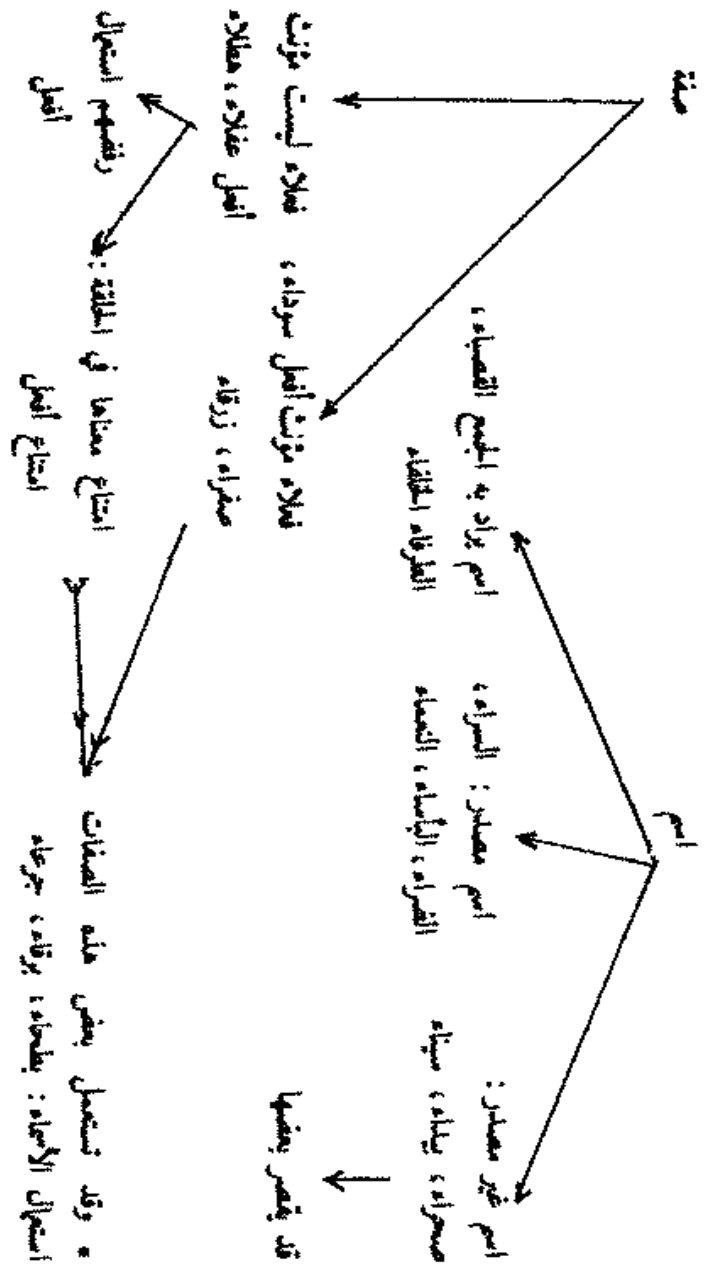 صفة
فعلاء ليست مؤنث
أفعل عفلاء، هطلاء
رفضهم استعمال
أفعل
فعلاء مؤنث أفعل سوداء،
صفراء، زرقاء
امتناع معناها في الخلقة:
امتناع أفعل
اسم
اسم يراد به الجمع القصباء،
الطرفاء الحلفاء
اسم مصدر: السراء،
الضراء، البأساء، النعماء
اسم غير مصدر:
صحراء، بيداء، سيناء
قد يقصر بعضها
* وقد تستعمل بعض هذه الصفات
استعمال الأسماء: بطحاء، برقاء، جرعاء